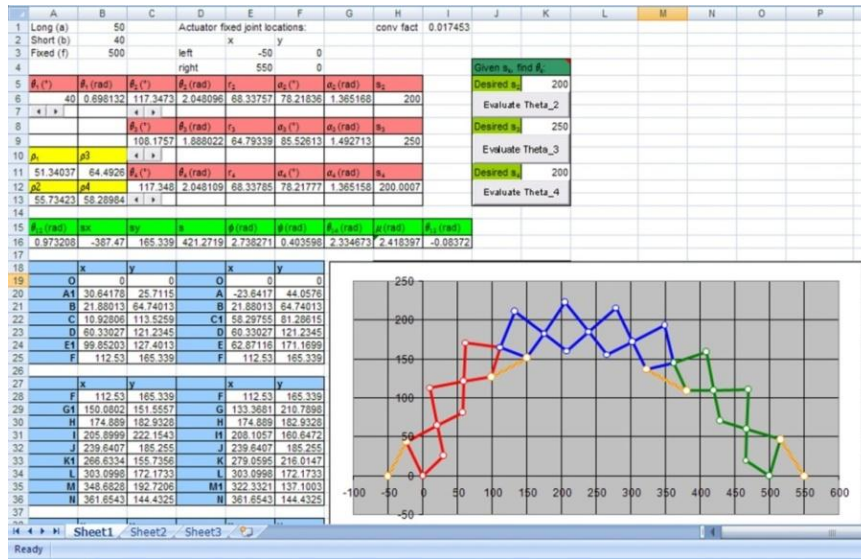 A B C D E F G H I J K L M N O P
1 Long (a) 50 Actuator fixed joint locations: conv fact 0.017453
2 Short (b) 40 x y
3 Fixed (f) 500 left -50 0
4 right 550 0 Given s₄, find θ₄
5 θ₁ (°) θ₁ (rad) θ₂ (°) θ₂ (rad) r₂ α₂ (°) α₂ (rad) s₂ Desired s₂ 200
6 40 0.698132 117.3473 2.048096 68.33757 78.21836 1.365168 200 Evaluate Theta_2
7
8 θ₃ (°) θ₃ (rad) r₃ α₃ (°) α₃ (rad) s₃ Desired s₃ 250
9 108.1757 1.888022 64.79339 85.52613 1.492713 250 Evaluate Theta_3
10 ρ1 ρ3
11 51.34037 64.4926 θ₄ (°) θ₄ (rad) r₄ α₄ (°) α₄ (rad) s₄ Desired s₄ 200
12 ρ2 ρ4 117.348 2.048109 68.33785 78.21777 1.365158 200.0007 Evaluate Theta_4
13 55.73423 58.28984
14
15 (rad) sx sy s ϕ (rad) ϕ (rad) (rad) μ (rad) (rad)
16 0.973208 -387.47 165.339 421.2719 2.738271 0.403598 2.334673 2.418397 -0.08372
17
18 x y x y
19 O 0 0 O 0 0
20 A1 30.64178 25.7115 A -23.6417 44.0576
21 B 21.88013 64.74013 B 21.88013 64.74013
22 C 10.92806 113.5259 C1 58.29755 81.28615
23 D 60.33027 121.2345 D 60.33027 121.2345
24 E1 99.85203 127.4013 E 62.87116 171.1699
25 F 112.53 165.339 F 112.53 165.339
26
27 x y x y
28 F 112.53 165.339 F 112.53 165.339
29 G1 150.0802 151.5557 G 133.3681 210.7898
30 H 174.889 182.9328 H 174.889 182.9328
31 I 205.8999 222.1543 I1 208.1057 160.6472
32 J 239.6407 185.255 J 239.6407 185.255
33 K1 266.6334 155.7356 K 279.0595 216.0147
34 L 303.0998 172.1733 L 303.0998 172.1733
35 M 348.6828 192.7206 M1 322.3321 137.1003
36 N 361.6543 144.4325 N 361.6543 144.4325
37
250
200
150
100
50
0
-50
-100 -50 0 50 100 150 200 250 300 350 400 450 500 550 600
Sheet1 Sheet2 Sheet3
Ready